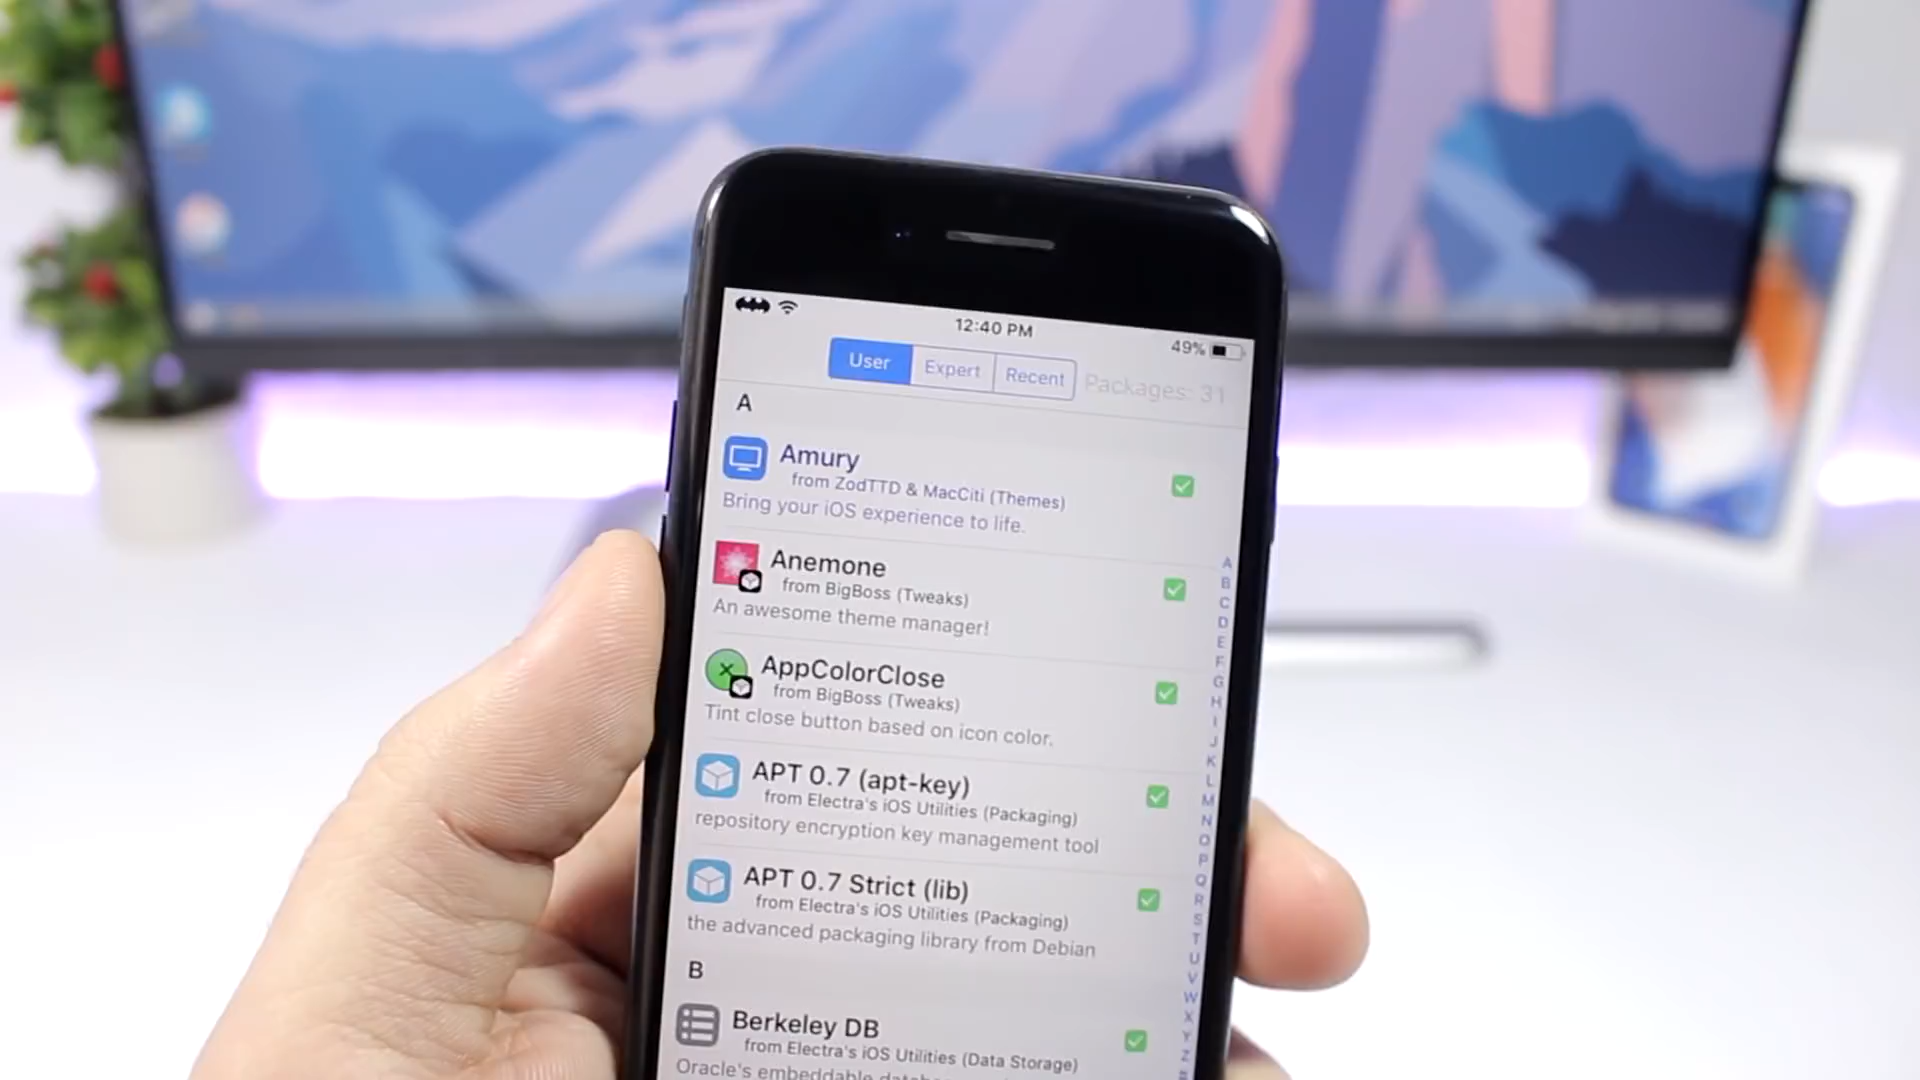 12:40 PM
49%
User
Expert
Recent
Packages: 31
A
Amury
from ZodTTD & MacCiti (Themes)
Bring your iOS experience to life.
Anemone
from BigBoss (Tweaks)
An awesome theme manager!
AppColorClose
from BigBoss (Tweaks)
Tint close button based on icon color.
APT 0.7 (apt-key)
from Electra's iOS Utilities (Packaging)
repository encryption key management tool
APT 0.7 Strict (lib)
from Electra's iOS Utilities (Packaging)
the advanced packaging library from Debian
B
Berkeley DB
from Electra's iOS Utilities (Data Storage)
Oracle's embeddable
A
B
C
D
E
F
G
H
I
J
K
L
M
N
O
P
Q
R
S
T
U
V
W
X
Y
Z
#